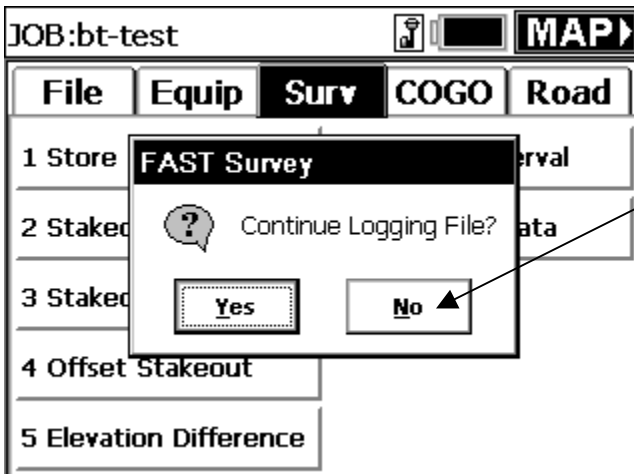 JOB:bt-test MAP
File Equip Surv COGO Road
1 Store erval
FAST Survey
2 Staked ata
Continue Logging File?
3 Staked
Yes No
4 Offset Stakeout
5 Elevation Difference